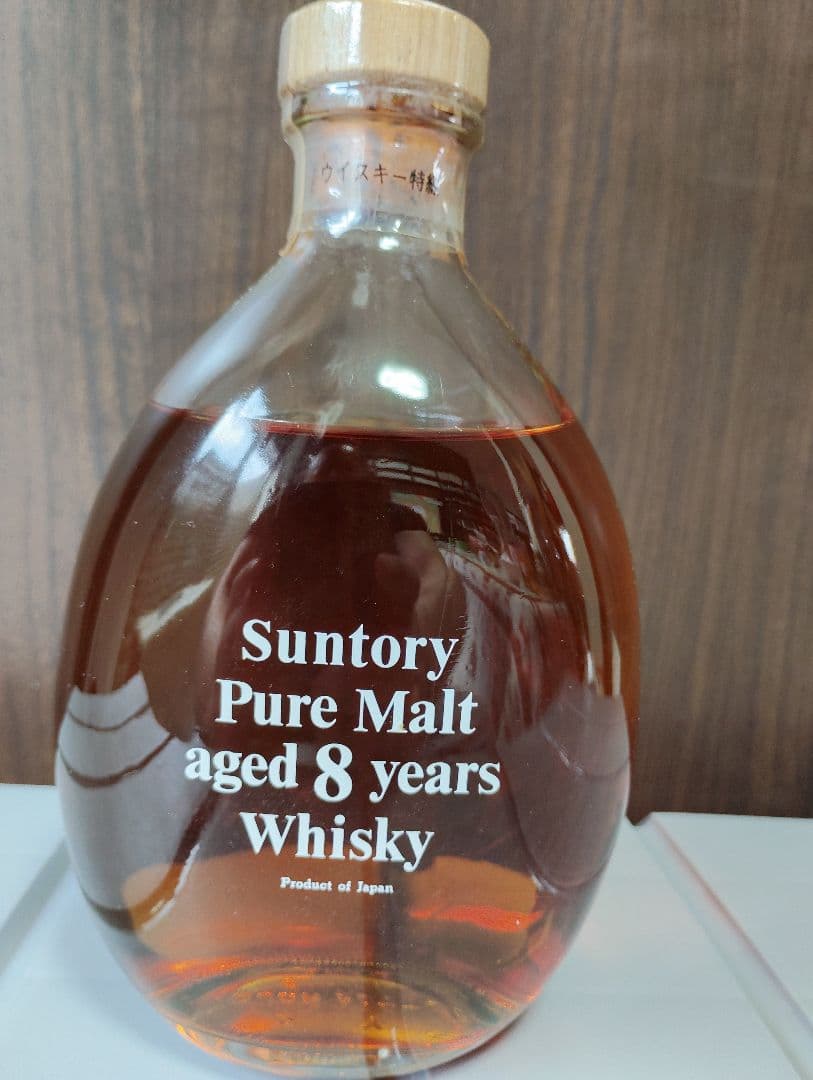 ウイスキー特級
Suntory
Pure Malt
aged 8 years
Whisky
Product of Japan